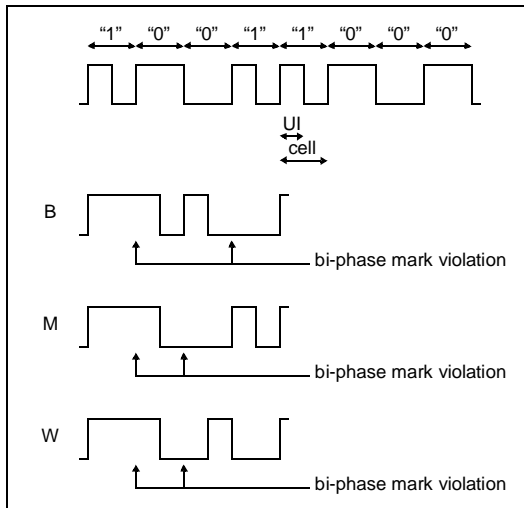 “1” “0” “0” “1” “1” “0” “0” “0”
UI
cell
B
bi-phase mark violation
M
bi-phase mark violation
W
bi-phase mark violation